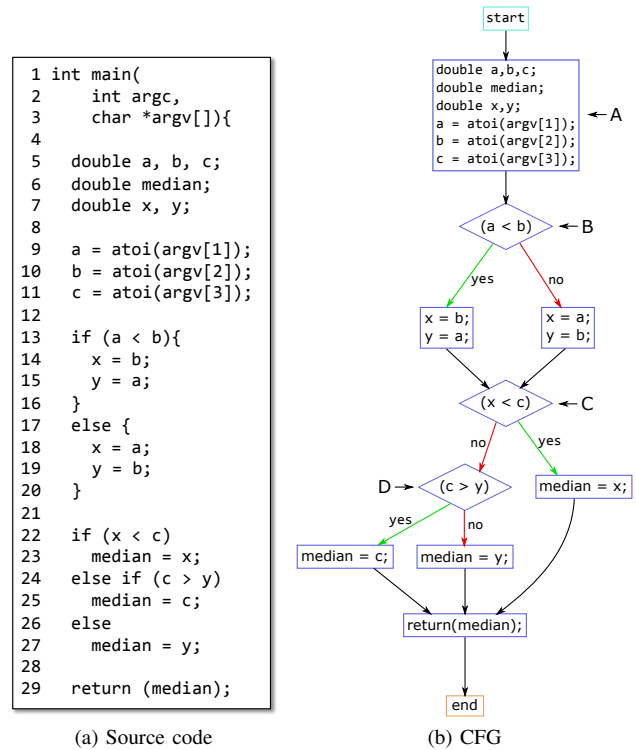 1 int main(
2 int argc,
3 char *argv[]){
4
5 double a, b, c;
6 double median;
7 double x, y;
8
9 a = atoi(argv[1]);
10 b = atoi(argv[2]);
11 c = atoi(argv[3]);
12
13 if (a < b){
14 x = b;
15 y = a;
16 }
17 else {
18 x = a;
19 y = b;
20 }
21
22 if (x < c)
23 median = x;
24 else if (c > y)
25 median = c;
26 else
27 median = y;
28
29 return (median);
(a) Source code
start
double a,b,c;
double median;
double x,y;
a = atoi(argv[1]);
b = atoi(argv[2]);
c = atoi(argv[3]);
A
(a < b)
B
yes
no
x = b;
y = a;
x = a;
y = b;
(x < c)
C
no
yes
D
(c > y)
median = x;
yes
no
median = c;
median = y;
return(median);
end
(b) CFG